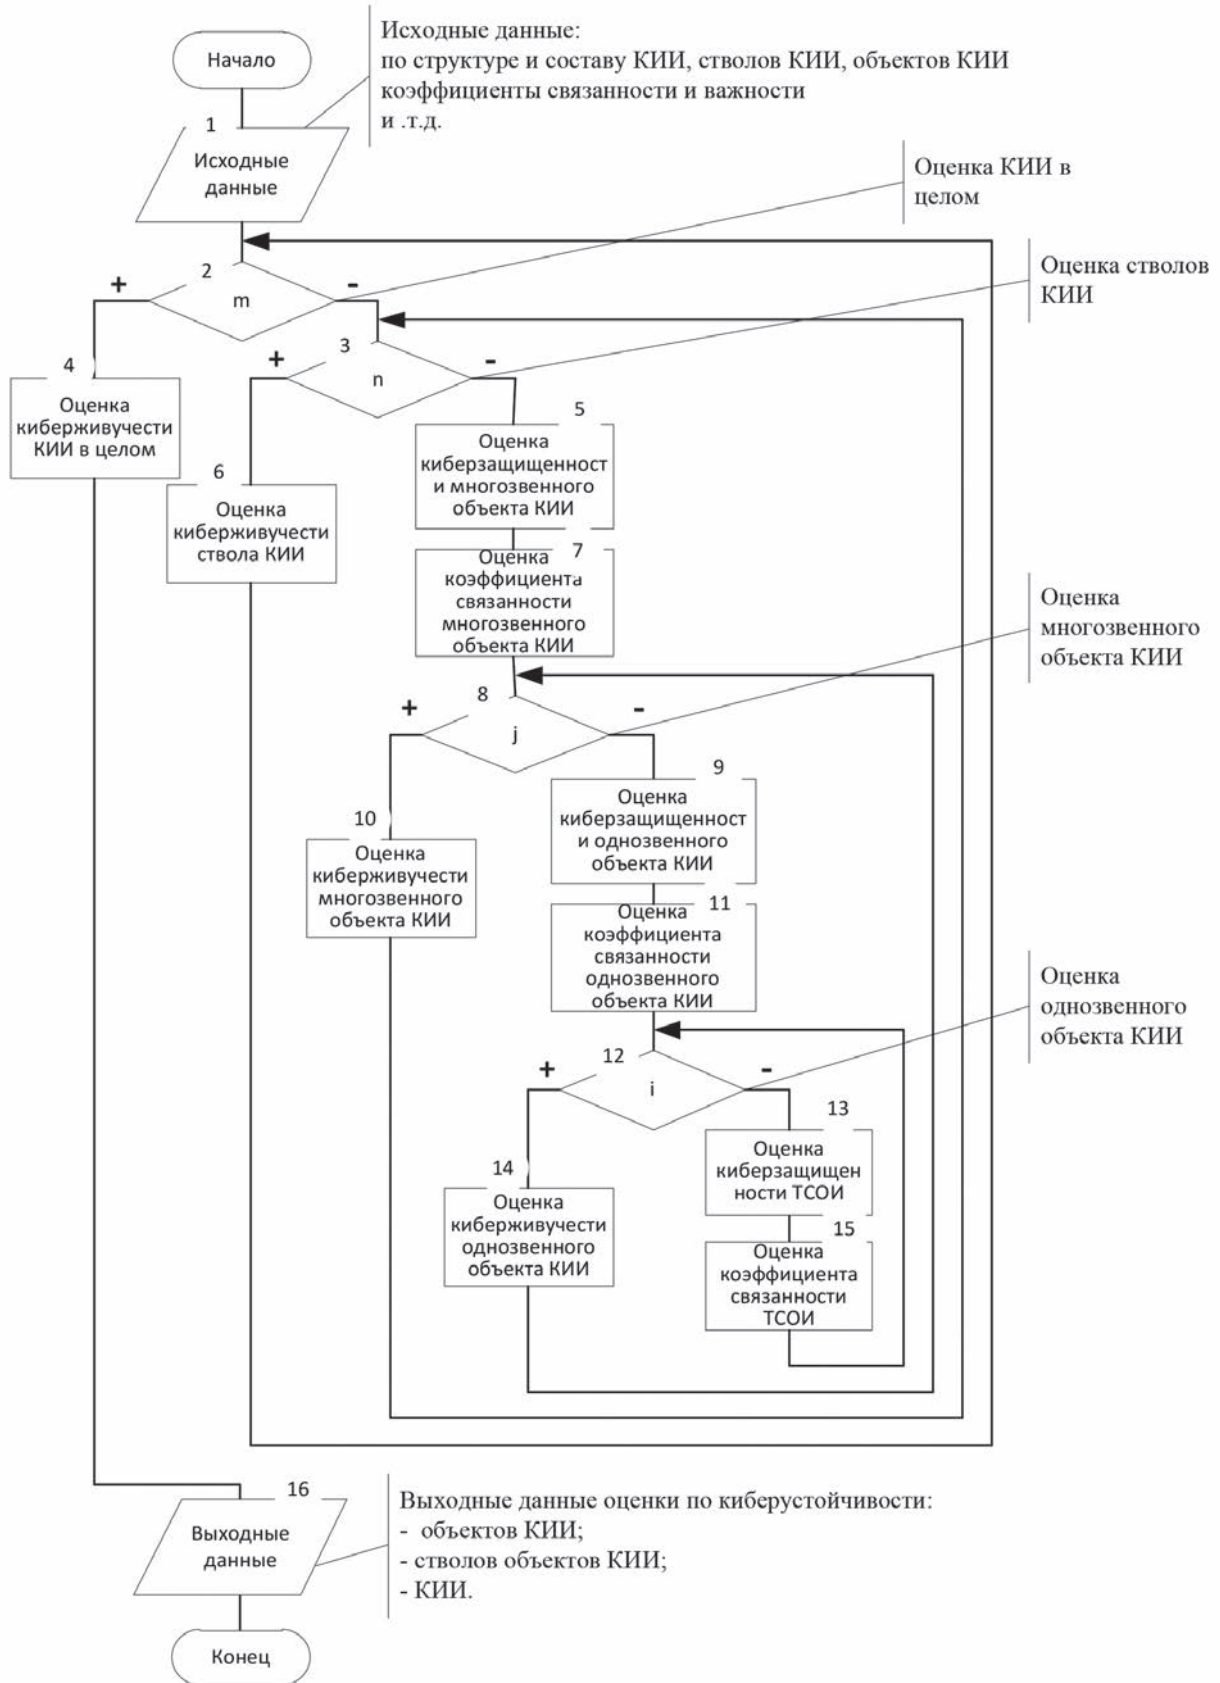 Начало
Исходные данные:
по структуре и составу КИИ, стволов КИИ, объектов КИИ
коэффициенты связанности и важности
и .т.д.
1
Исходные
данные
Оценка КИИ в
целом
2
+
-
m
Оценка стволов
КИИ
3
+
-
n
4
Оценка
киберживучести
КИИ в целом
5
Оценка
киберзащищенност
и многозвенного
объекта КИИ
6
Оценка
киберживучести
ствола КИИ
7
Оценка
коэффициента
связанности
многозвенного
объекта КИИ
Оценка
многозвенного
объекта КИИ
8
+
-
j
9
Оценка
киберзащищенност
и однозвенного
объекта КИИ
10
Оценка
киберживучести
многозвенного
объекта КИИ
11
Оценка
коэффициента
связанности
однозвенного
объекта КИИ
Оценка
однозвенного
объекта КИИ
12
+
-
i
13
Оценка
киберзащищен
ности ТСОИ
14
Оценка
киберживучести
однозвенного
объекта КИИ
15
Оценка
коэффициента
связанности
ТСОИ
16
Выходные
данные
Выходные данные оценки по киберустойчивости:
- объектов КИИ;
- стволов объектов КИИ;
- КИИ.
Конец